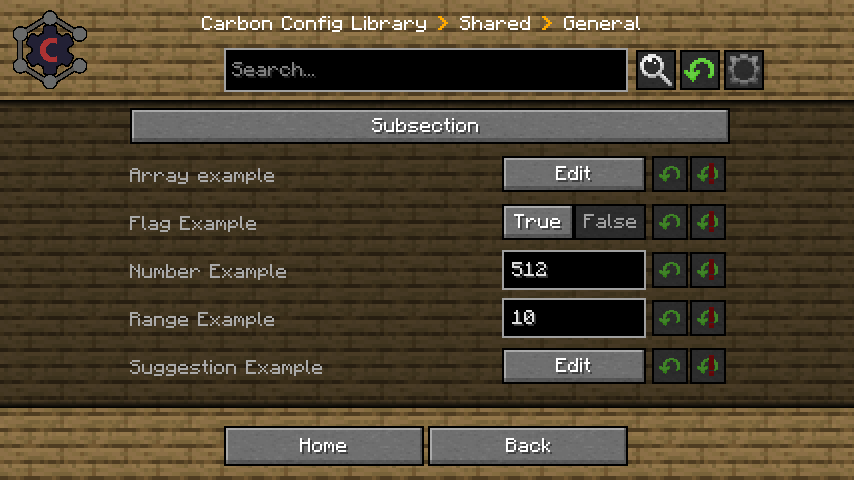 Carbon Config Library > Shared > General
C
Search...
Subsection
Array example Edit
Flag Example True False
Number Example 512
Range Example 10
Suggestion Example Edit
Home Back